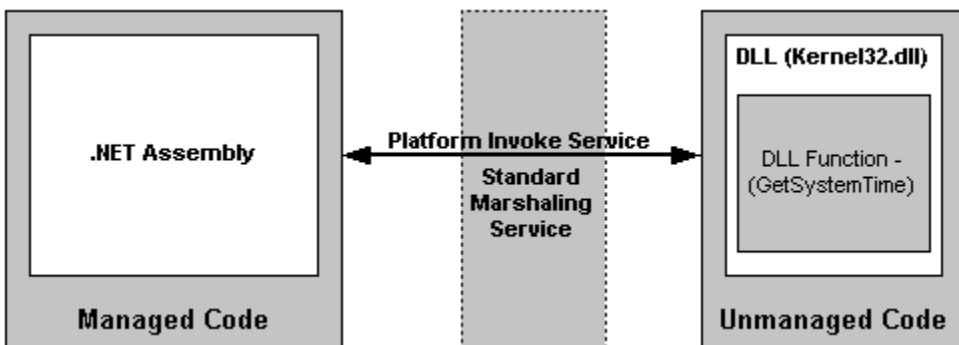 .NET Assembly
Managed Code
Platform Invoke Service
Standard
Marshaling
Service
DLL (Kernel32.dll)
DLL Function -
(GetSystemTime)
Unmanaged Code